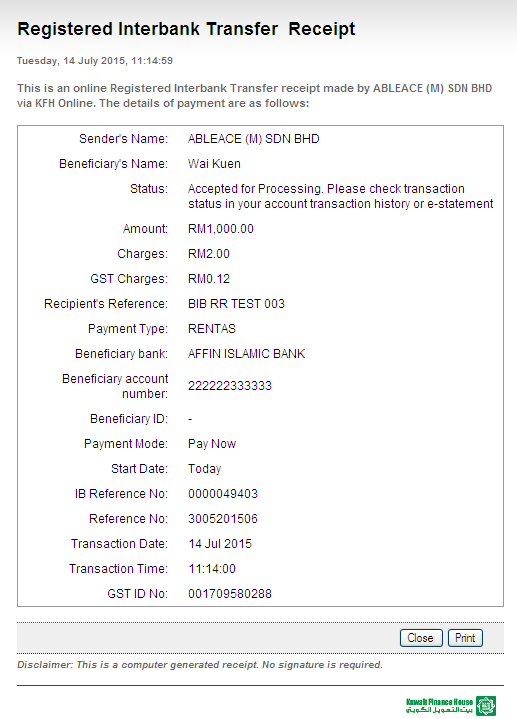 Registered Interbank Transfer Receipt
Tuesday, 14 July 2015, 11:14:59
This is an online Registered Interbank Transfer receipt made by ABLEACE (M) SDN BHD
via KFH Online. The details of payment are as follows:
Sender's Name: ABLEACE (M) SDN BHD
Beneficiary's Name: Wai Kuen
Status: Accepted for Processing. Please check transaction
status in your account transaction history or e-statement
Amount: RM1,000.00
Charges: RM2.00
GST Charges: RM0.12
Recipient's Reference: BIB RR TEST 003
Payment Type: RENTAS
Beneficiary bank: AFFIN ISLAMIC BANK
Beneficiary account
number: 222222333333
Beneficiary ID: -
Payment Mode: Pay Now
Start Date: Today
IB Reference No: 0000049403
Reference No: 3005201506
Transaction Date: 14 Jul 2015
Transaction Time: 11:14:00
GST ID No: 001709580288
Close Print
Disclaimer: This is a computer generated receipt. No signature is required.
Kuwait Finance House
بيت التمويل الكويتي